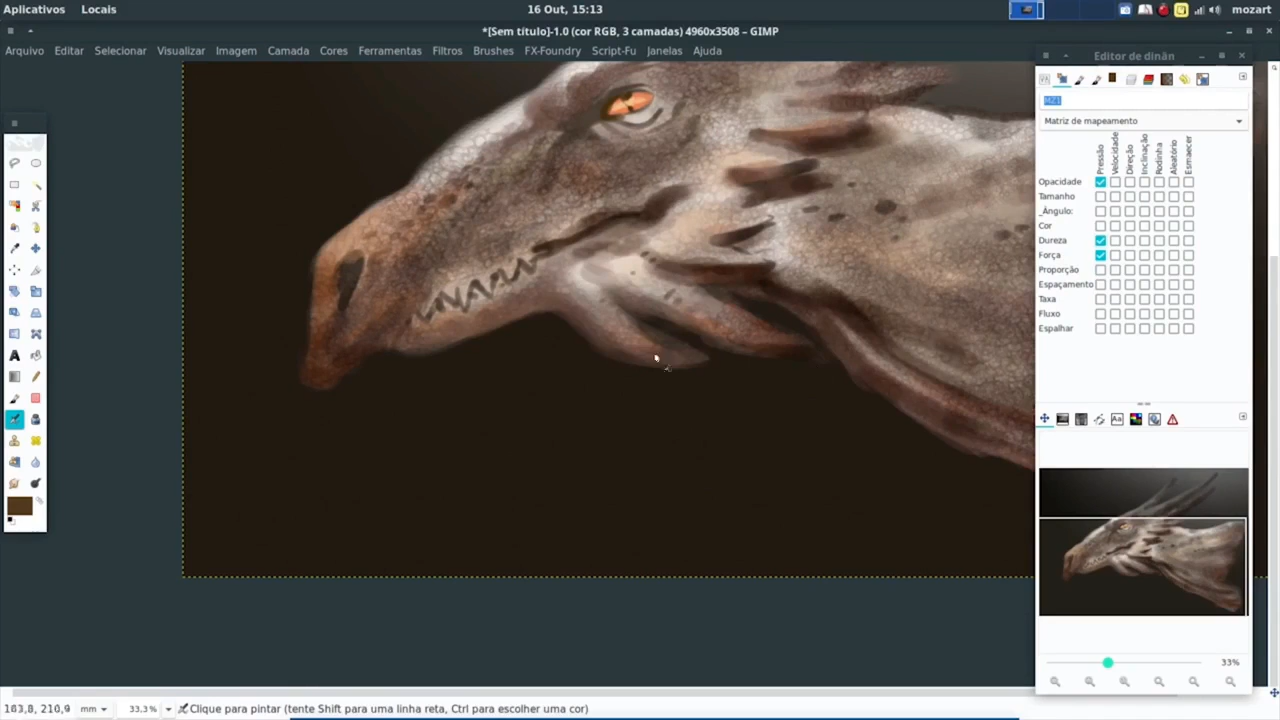 Aplicativos Locais 16 Out, 15:13 mozart
*[Sem título]-1.0 (cor RGB, 3 camadas) 4960x3508 – GIMP
Arquivo Editar Selecionar Visualizar Imagem Camada Cores Ferramentas Filtros Brushes FX-Foundry Script-Fu Janelas Ajuda
Editor de dinân
MZ1
Matriz de mapeamento
Pressão Velocidade Direção Inclinação Rodinha Aleatório Esmaecer
Opacidade
Tamanho
_Ângulo:
Cor
Dureza
Força
Proporção
Espaçamento
Taxa
Fluxo
Espalhar
33%
183,8, 210,9 mm 33,3% Clique para pintar (tente Shift para uma linha reta, Ctrl para escolher uma cor)